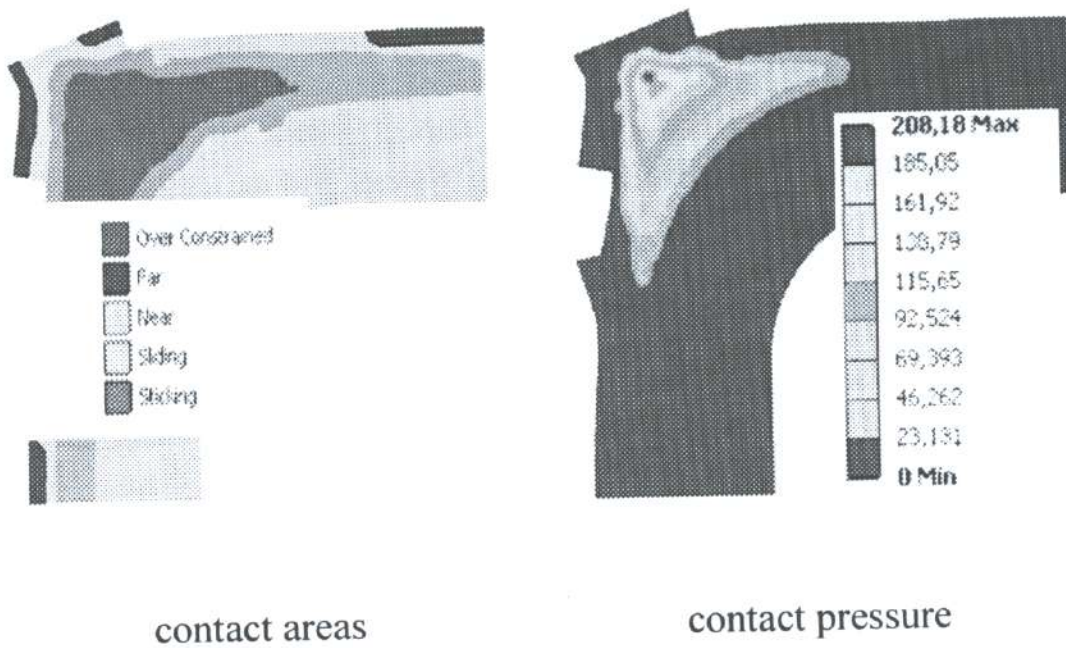 Over Constrained
Far
Near
Sliding
Sticking
208,18 Max
185,05
161,92
138,79
115,65
92,524
69,393
46,262
23,131
0 Min
contact areas
contact pressure